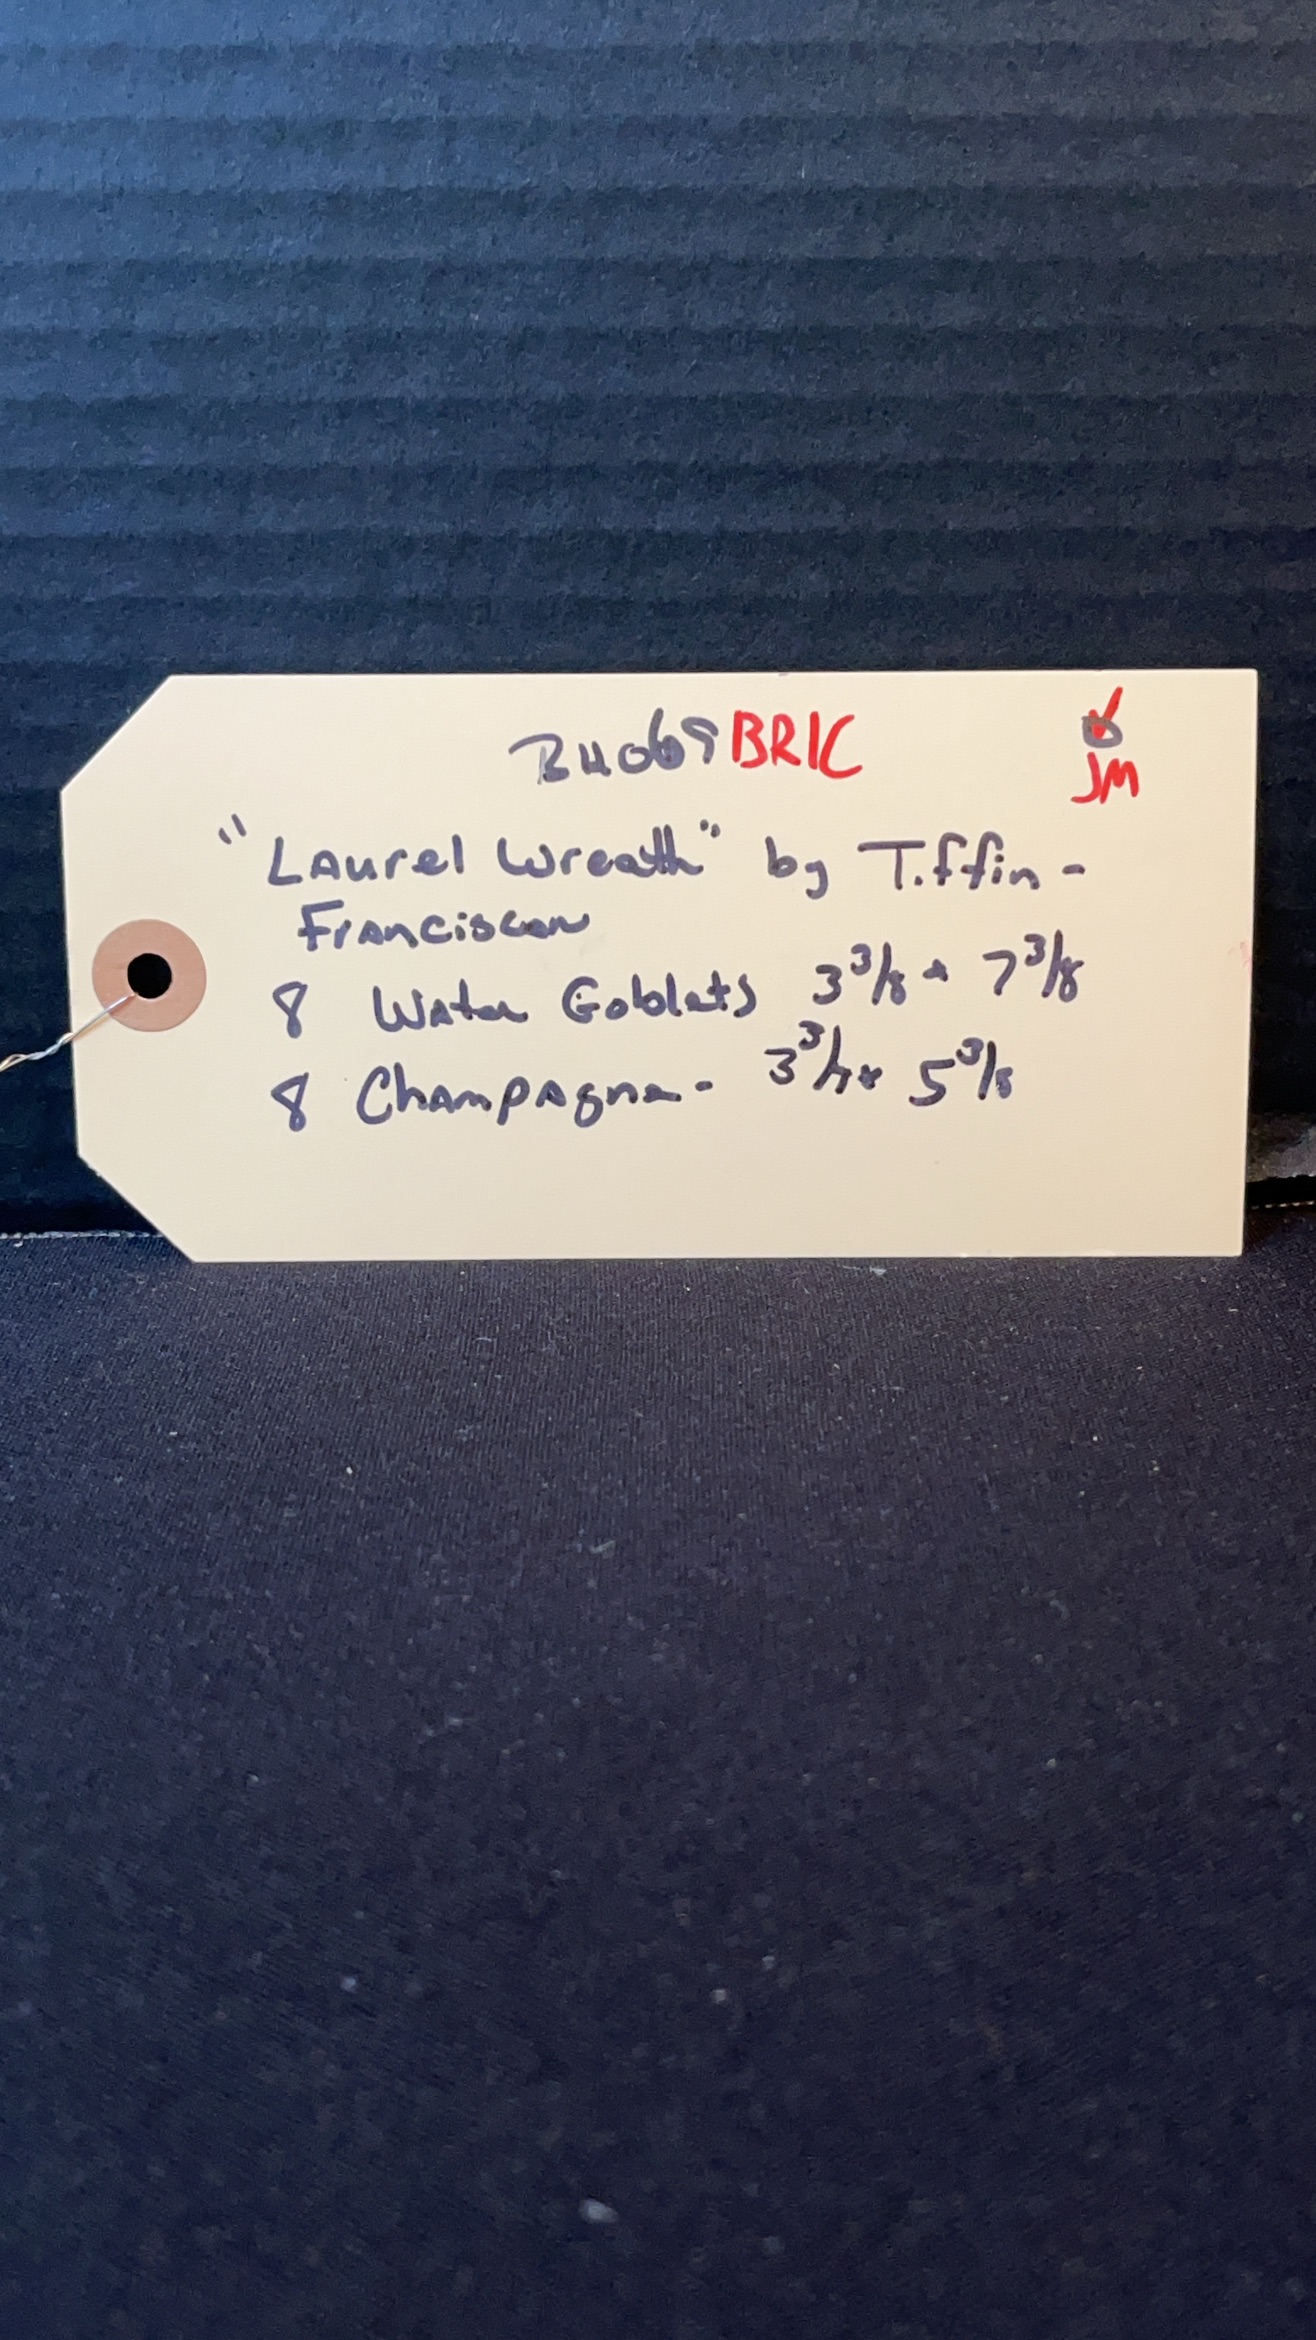 BH069 BRIC
JM
"Laurel Wreath" by Tiffin -
Franciscan
8 Water Goblets 3 3/8 x 7 3/8
8 Champagne - 3 3/4 x 5 3/8